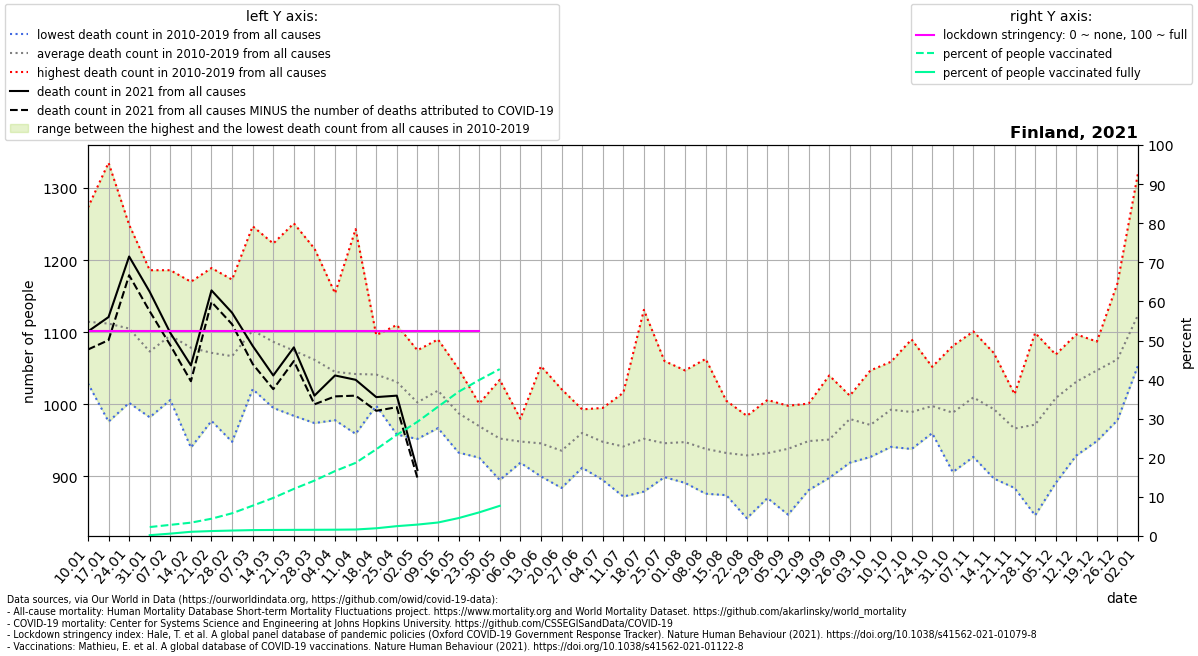 left Y axis:
lowest death count in 2010-2019 from all causes
average death count in 2010-2019 from all causes
highest death count in 2010-2019 from all causes
death count in 2021 from all causes
death count in 2021 from all causes MINUS the number of deaths attributed to COVID-19
range between the highest and the lowest death count from all causes in 2010-2019
right Y axis:
lockdown stringency: 0 ~ none, 100 ~ full
percent of people vaccinated
percent of people vaccinated fully
Finland, 2021
number of people
1300
1200
1100
1000
900
100
90
80
70
60
50
40
30
20
10
0
percent
10.01 17.01 24.01 31.01 07.02 14.02 21.02 28.02 07.03 14.03 21.03 28.03 04.04 11.04 18.04 25.04 02.05 09.05 16.05 23.05 30.05 06.06 13.06 20.06 27.06 04.07 11.07 18.07 25.07 01.08 08.08 15.08 22.08 29.08 05.09 12.09 19.09 26.09 03.10 10.10 17.10 24.10 31.10 07.11 14.11 21.11 28.11 05.12 12.12 19.12 26.12 02.01
date
Data sources, via Our World in Data (https://ourworldindata.org, https://github.com/owid/covid-19-data):
- All-cause mortality: Human Mortality Database Short-term Mortality Fluctuations project. https://www.mortality.org and World Mortality Dataset. https://github.com/akarlinsky/world_mortality
- COVID-19 mortality: Center for Systems Science and Engineering at Johns Hopkins University. https://github.com/CSSEGISandData/COVID-19
- Lockdown stringency index: Hale, T. et al. A global panel database of pandemic policies (Oxford COVID-19 Government Response Tracker). Nature Human Behaviour (2021). https://doi.org/10.1038/s41562-021-01079-8
- Vaccinations: Mathieu, E. et al. A global database of COVID-19 vaccinations. Nature Human Behaviour (2021). https://doi.org/10.1038/s41562-021-01122-8